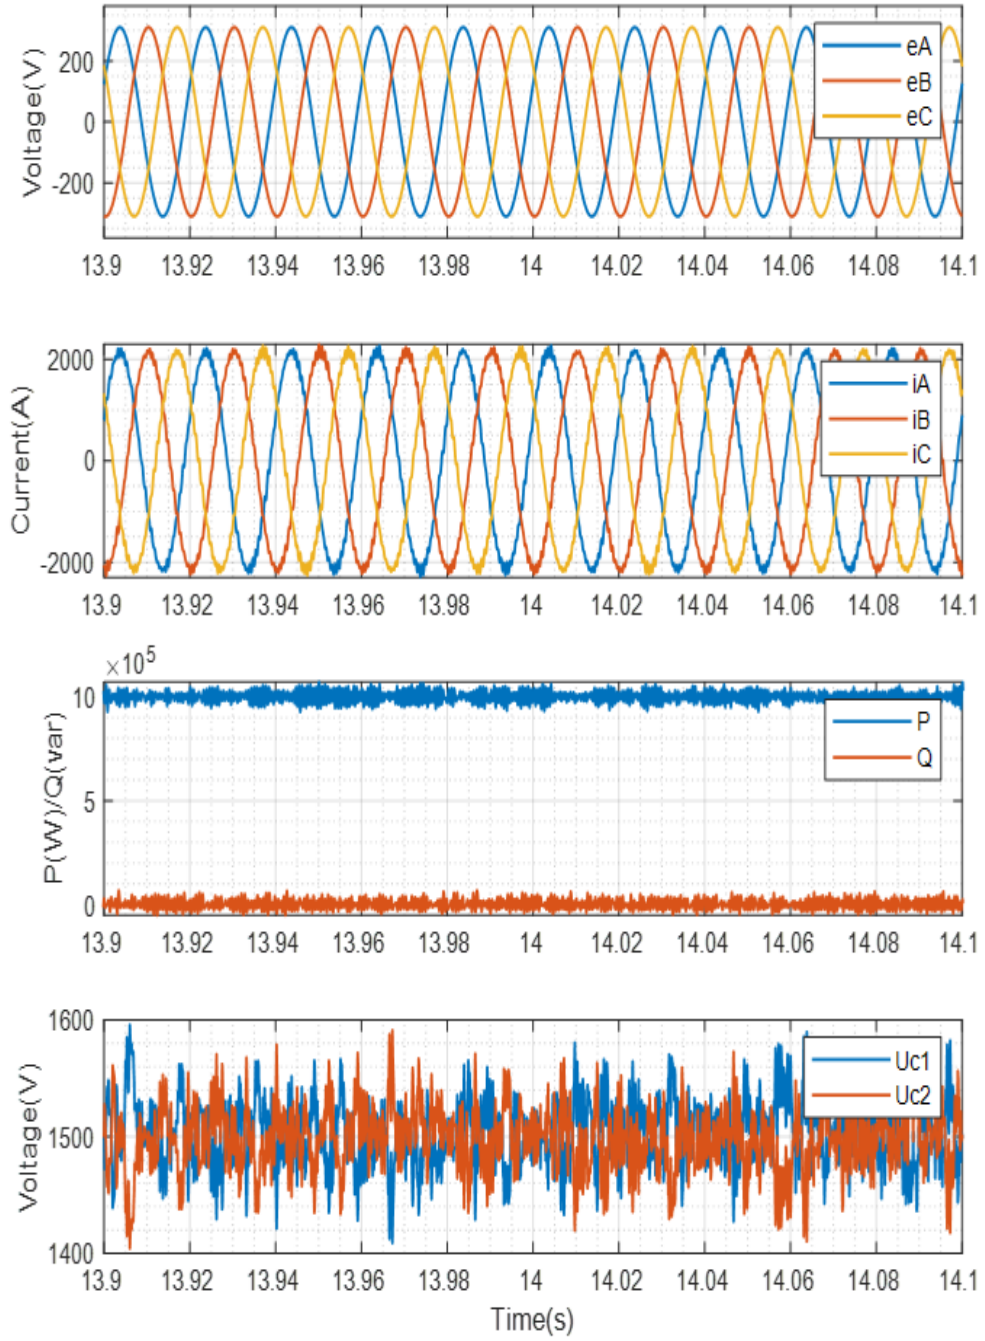 Voltage(V)
200
0
-200
eA
eB
eC
13.9 13.92 13.94 13.96 13.98 14 14.02 14.04 14.06 14.08 14.1
Current(A)
2000
0
-2000
iA
iB
iC
13.9 13.92 13.94 13.96 13.98 14 14.02 14.04 14.06 14.08 14.1
×10⁵
P(W)/Q(var)
10
5
0
P
Q
13.9 13.92 13.94 13.96 13.98 14 14.02 14.04 14.06 14.08 14.1
Voltage(V)
1600
1500
1400
Uc1
Uc2
13.9 13.92 13.94 13.96 13.98 14 14.02 14.04 14.06 14.08 14.1
Time(s)